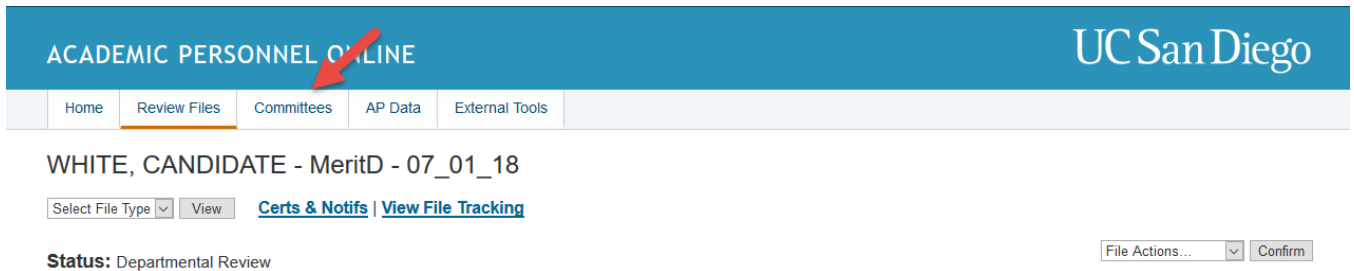 ACADEMIC PERSONNEL ONLINE
UC San Diego
Home Review Files Committees AP Data External Tools
WHITE, CANDIDATE - MeritD - 07_01_18
Select File Type View Certs & Notifs | View File Tracking
Status: Departmental Review
File Actions... Confirm